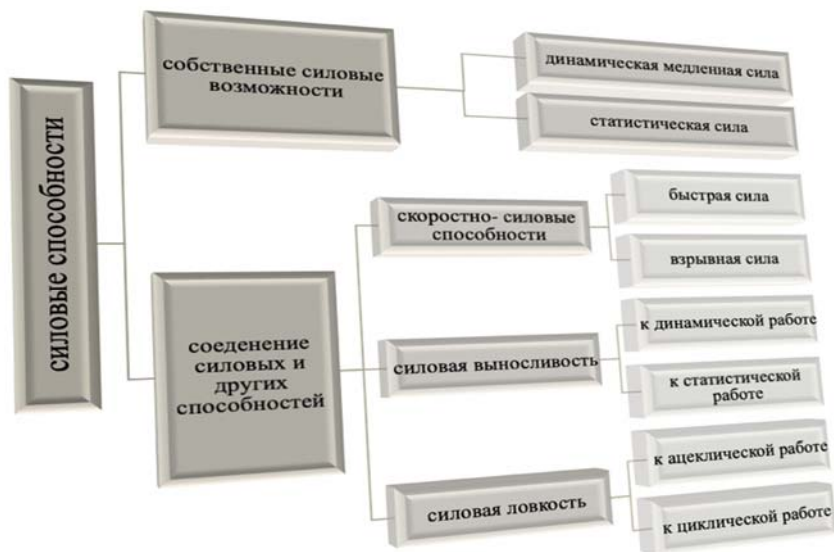 силовые способности
собственные силовые
возможности
динамическая медленная сила
статистическая сила
соеденение
силовых и
других
способностей
скоростно- силовые
способности
быстрая сила
взрывная сила
силовая выносливость
к динамической работе
к статистической
работе
силовая ловкость
к ацеклической работе
к циклической работе